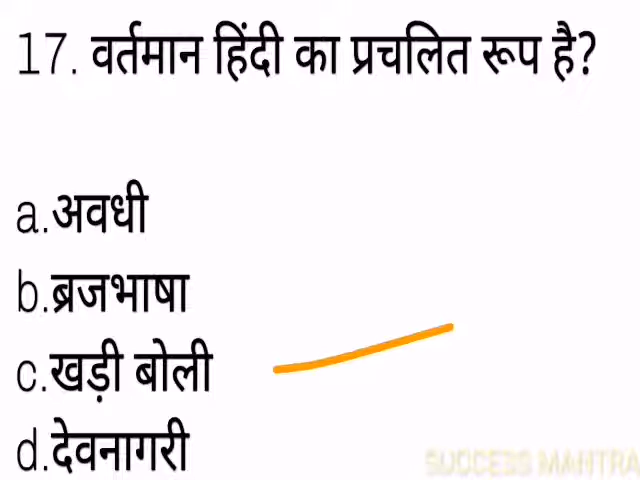 17. वर्तमान हिंदी का प्रचलित रूप है?
a.अवधी
b.ब्रजभाषा
c.खड़ी बोली
d.देवनागरी
SUCCESS MANTRA